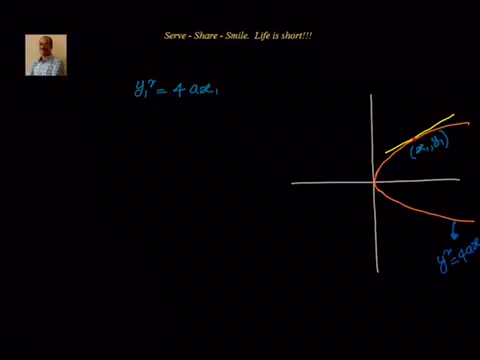 Serve - Share - Smile. Life is short!!!
y₁² = 4ax₁
(x₁, y₁)
y² = 4ax